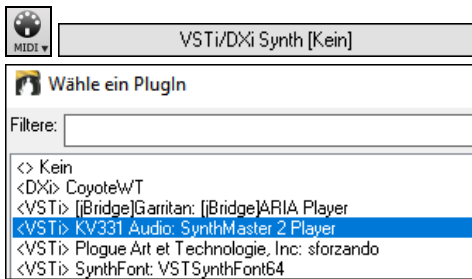 MIDI
VSTi/DXi Synth [Kein]
Wähle ein PlugIn
Filtere:
<> Kein
<DXi> CoyoteWT
<VSTi> [jBridge]Garritan: [jBridge]ARIA Player
<VSTi> KV331 Audio: SynthMaster 2 Player
<VSTi> Plogue Art et Technologie, Inc: sforzando
<VSTi> SynthFont: VSTSynthFont64